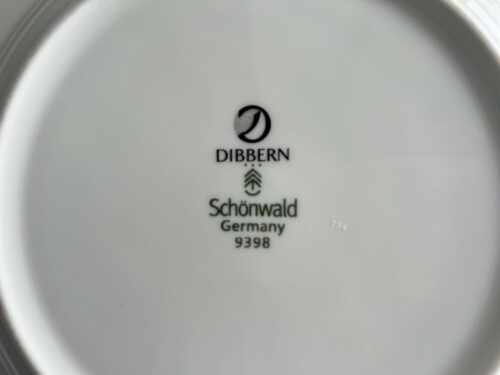 DIBBERN
Schönwald
Germany
9398